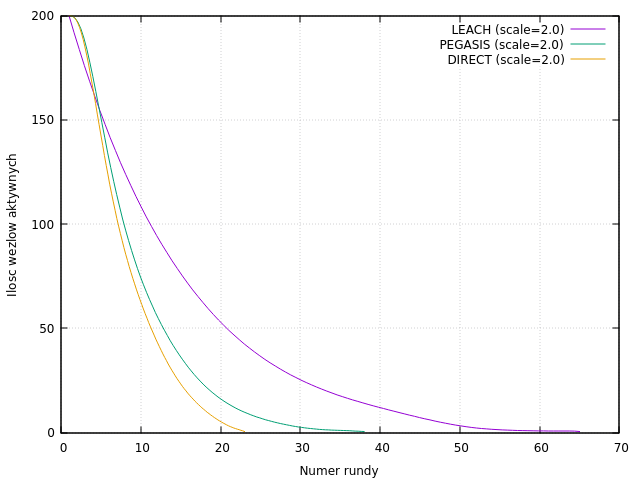 200
150
100
50
0
0 10 20 30 40 50 60 70
Ilosc wezlow aktywnych
Numer rundy
LEACH (scale=2.0)
PEGASIS (scale=2.0)
DIRECT (scale=2.0)